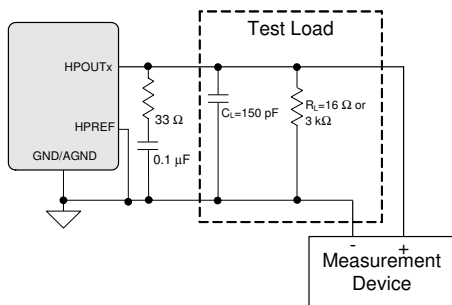 Test Load
HPOUTx
33 Ω
CL=150 pF
RL=16 Ω or
3 kΩ
HPREF
0.1 µF
GND/AGND
- +
Measurement
Device